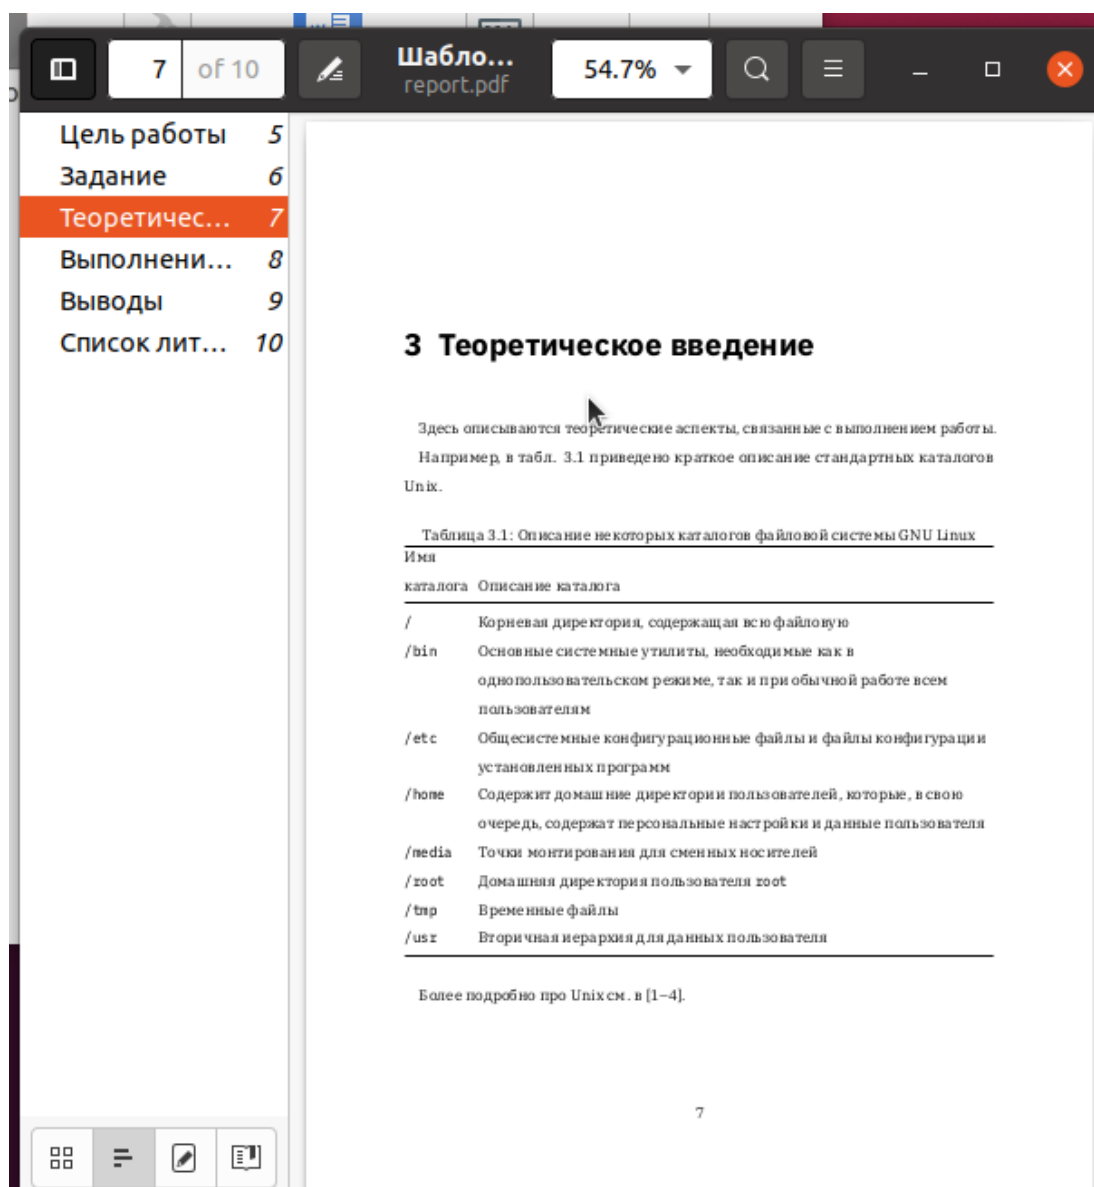 7 of 10
Шабло...
report.pdf
54.7%
Цель работы 5
Задание 6
Теоретичес... 7
Выполнени... 8
Выводы 9
Список лит... 10
3 Теоретическое введение
Здесь описываются теоретические аспекты, связанные с выполнением работы.
Например, в табл. 3.1 приведено краткое описание стандартных каталогов
Unix.
Таблица 3.1: Описание некоторых каталогов файловой системы GNU Linux
Имя
каталога Описание каталога
/ Корневая директория, содержащая всю файловую
/bin Основные системные утилиты, необходимые как в
однопользовательском режиме, так и при обычной работе всем
пользователям
/etc Общесистемные конфигурационные файлы и файлы конфигурации
установленных программ
/home Содержит домашние директории пользователей, которые, в свою
очередь, содержат персональные настройки и данные пользователя
/media Точки монтирования для сменных носителей
/root Домашняя директория пользователя root
/tmp Временные файлы
/usr Вторичная иерархия для данных пользователя
Более подробно про Unix см. в [1–4].
7